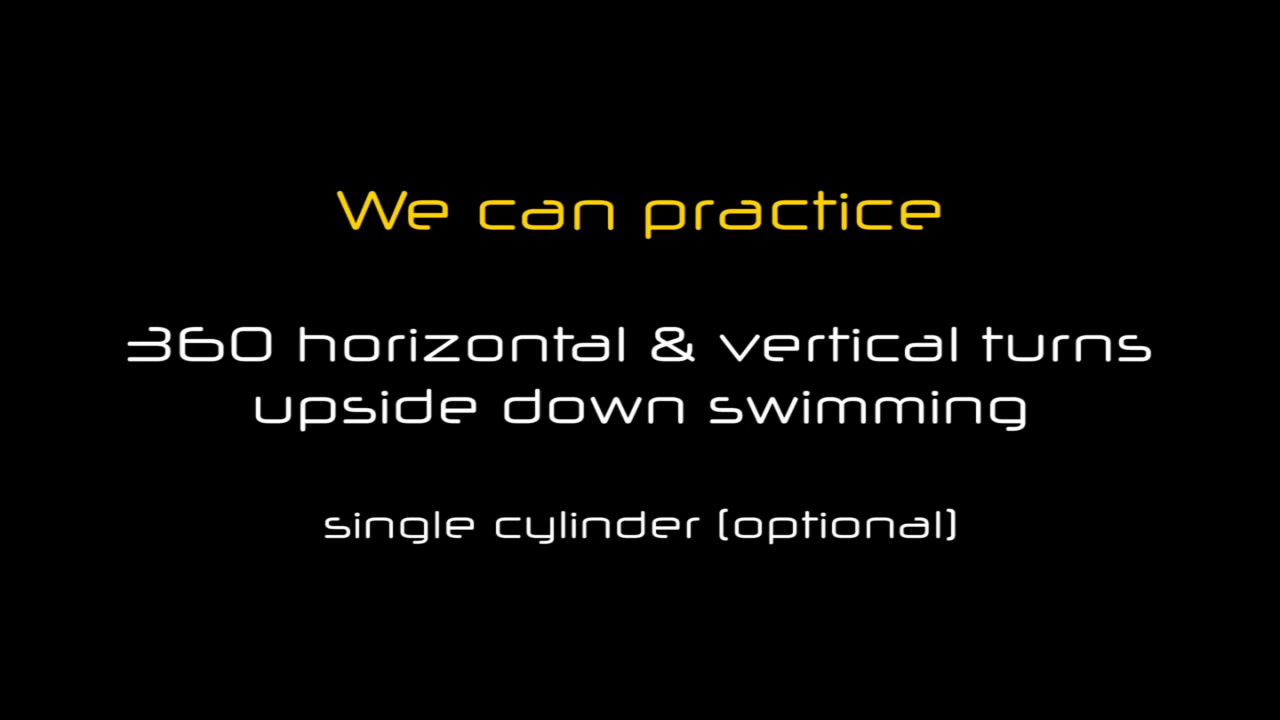 We can practice
360 horizontal & vertical turns
upside down swimming
single cylinder (optional)